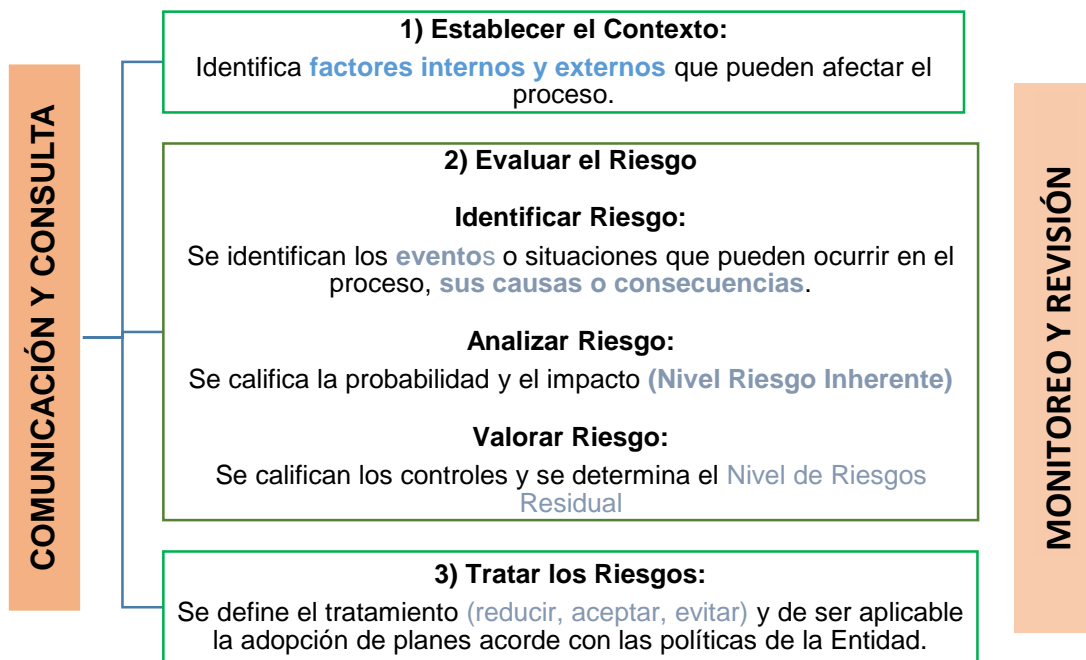 COMUNICACIÓN Y CONSULTA
1) Establecer el Contexto:
Identifica factores internos y externos que pueden afectar el
proceso.
2) Evaluar el Riesgo
Identificar Riesgo:
Se identifican los eventos o situaciones que pueden ocurrir en el
proceso, sus causas o consecuencias.
Analizar Riesgo:
Se califica la probabilidad y el impacto (Nivel Riesgo Inherente)
Valorar Riesgo:
Se califican los controles y se determina el Nivel de Riesgos
Residual
3) Tratar los Riesgos:
Se define el tratamiento (reducir, aceptar, evitar) y de ser aplicable
la adopción de planes acorde con las políticas de la Entidad.
MONITOREO Y REVISIÓN